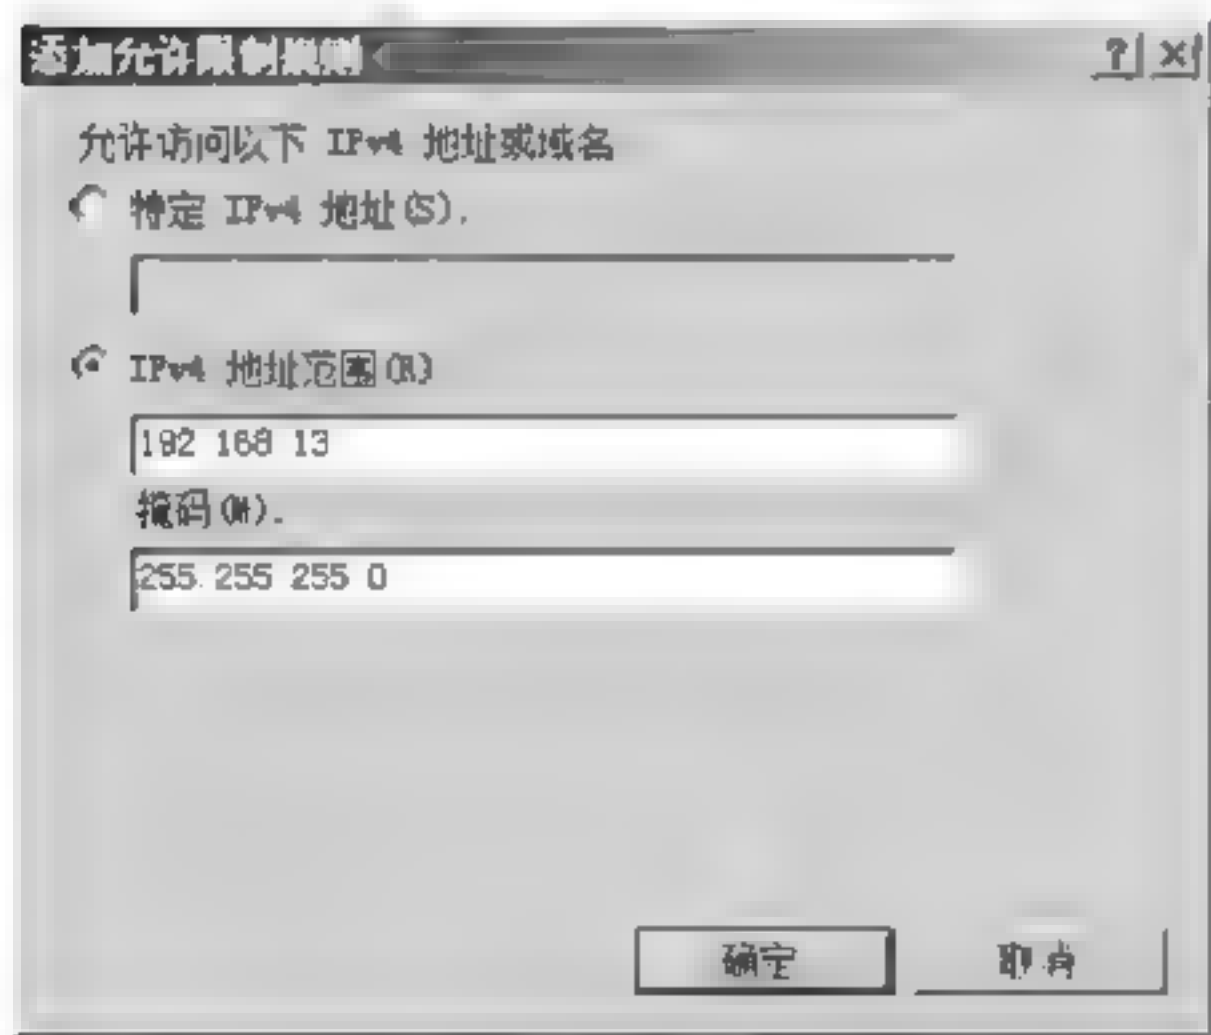 添加允许限制规则
? ×
允许访问以下 IPv4 地址或域名
特定 IPv4 地址(S).
IPv4 地址范围(R)
192 168 13
掩码(M).
255. 255 255 0
确定 取消